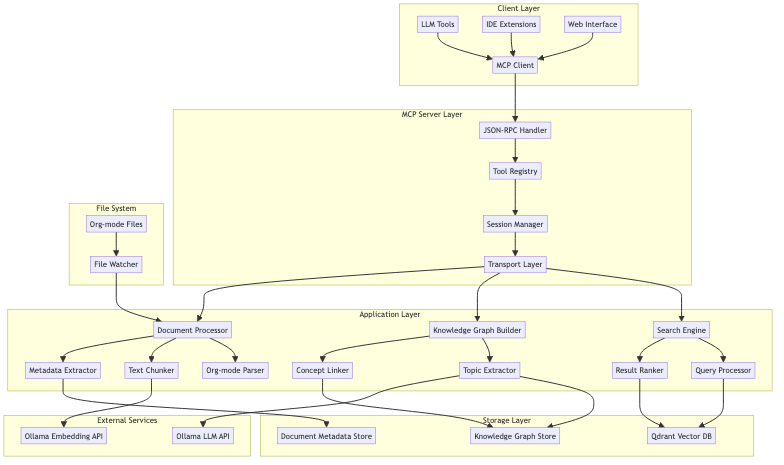 Client Layer
LLM Tools
IDE Extensions
Web Interface
MCP Client
MCP Server Layer
JSON-RPC Handler
Tool Registry
File System
Org-mode Files
Session Manager
File Watcher
Transport Layer
Application Layer
Document Processor
Knowledge Graph Builder
Search Engine
Metadata Extractor
Text Chunker
Org-mode Parser
Concept Linker
Topic Extractor
Result Ranker
Query Processor
External Services
Storage Layer
Ollama Embedding API
Ollama LLM API
Document Metadata Store
Knowledge Graph Store
Qdrant Vector DB